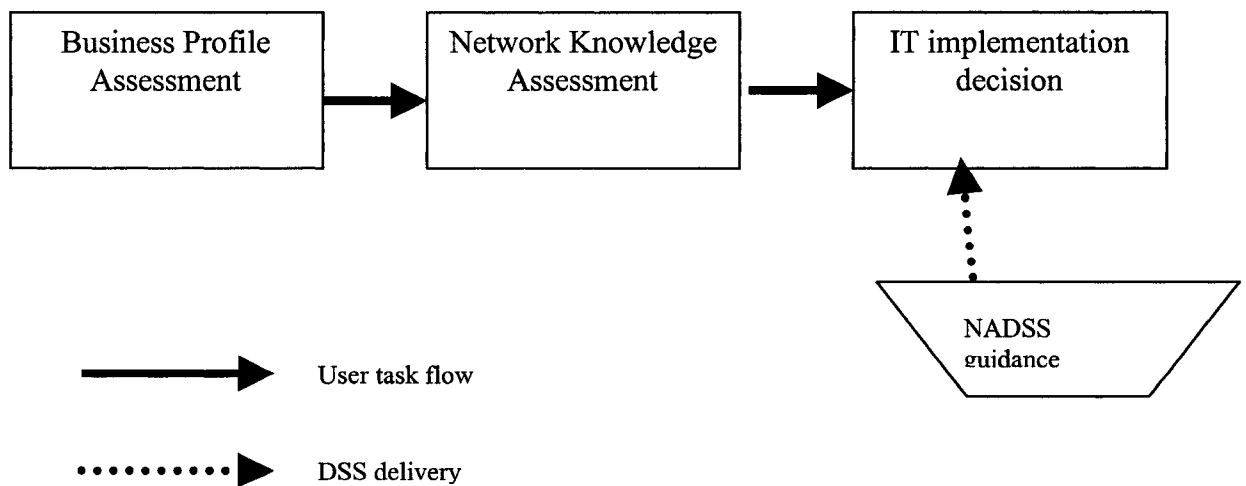 Business Profile
Assessment
Network Knowledge
Assessment
IT implementation
decision
NADSS
guidance
User task flow
DSS delivery